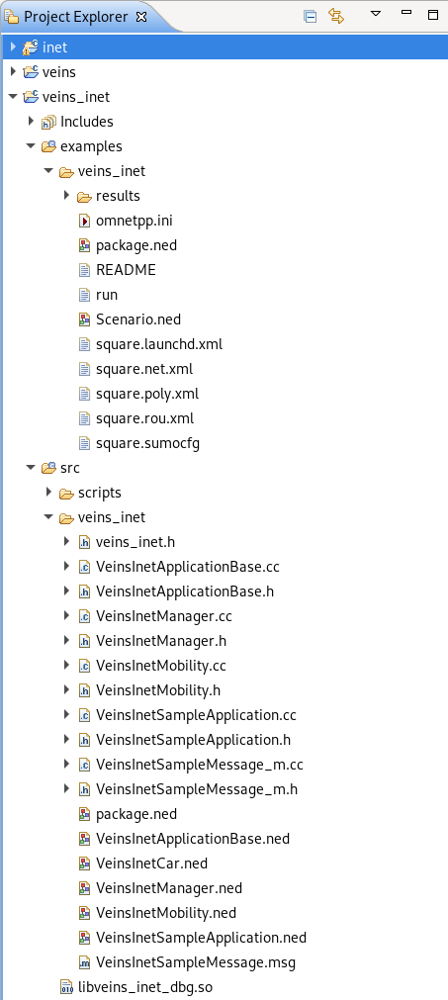 Project Explorer
inet
veins
veins_inet
Includes
examples
veins_inet
results
omnetpp.ini
package.ned
README
run
Scenario.ned
square.launchd.xml
square.net.xml
square.poly.xml
square.rou.xml
square.sumocfg
src
scripts
veins_inet
veins_inet.h
VeinsInetApplicationBase.cc
VeinsInetApplicationBase.h
VeinsInetManager.cc
VeinsInetManager.h
VeinsInetMobility.cc
VeinsInetMobility.h
VeinsInetSampleApplication.cc
VeinsInetSampleApplication.h
VeinsInetSampleMessage_m.cc
VeinsInetSampleMessage_m.h
package.ned
VeinsInetApplicationBase.ned
VeinsInetCar.ned
VeinsInetManager.ned
VeinsInetMobility.ned
VeinsInetSampleApplication.ned
VeinsInetSampleMessage.msg
libveins_inet_dbg.so